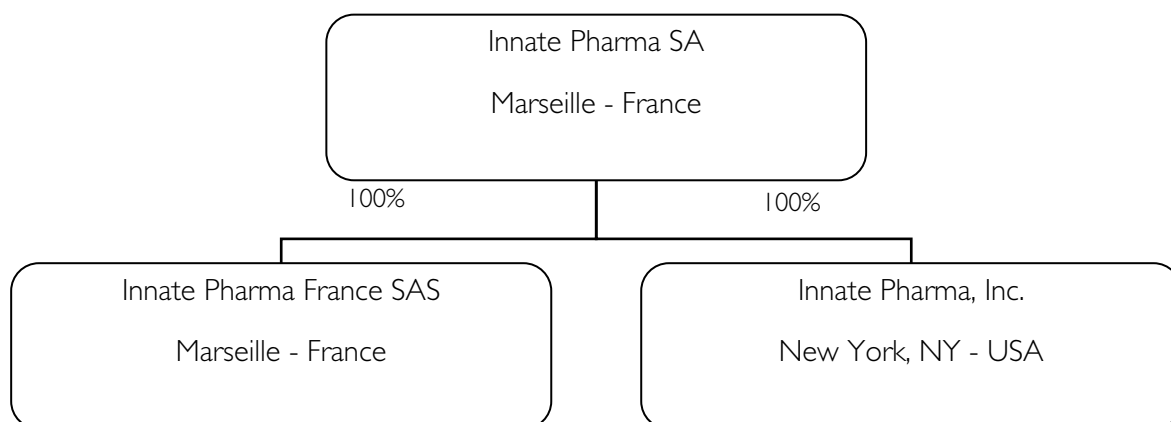 Innate Pharma SA
Marseille - France
100%
100%
Innate Pharma France SAS
Marseille - France
Innate Pharma, Inc.
New York, NY - USA